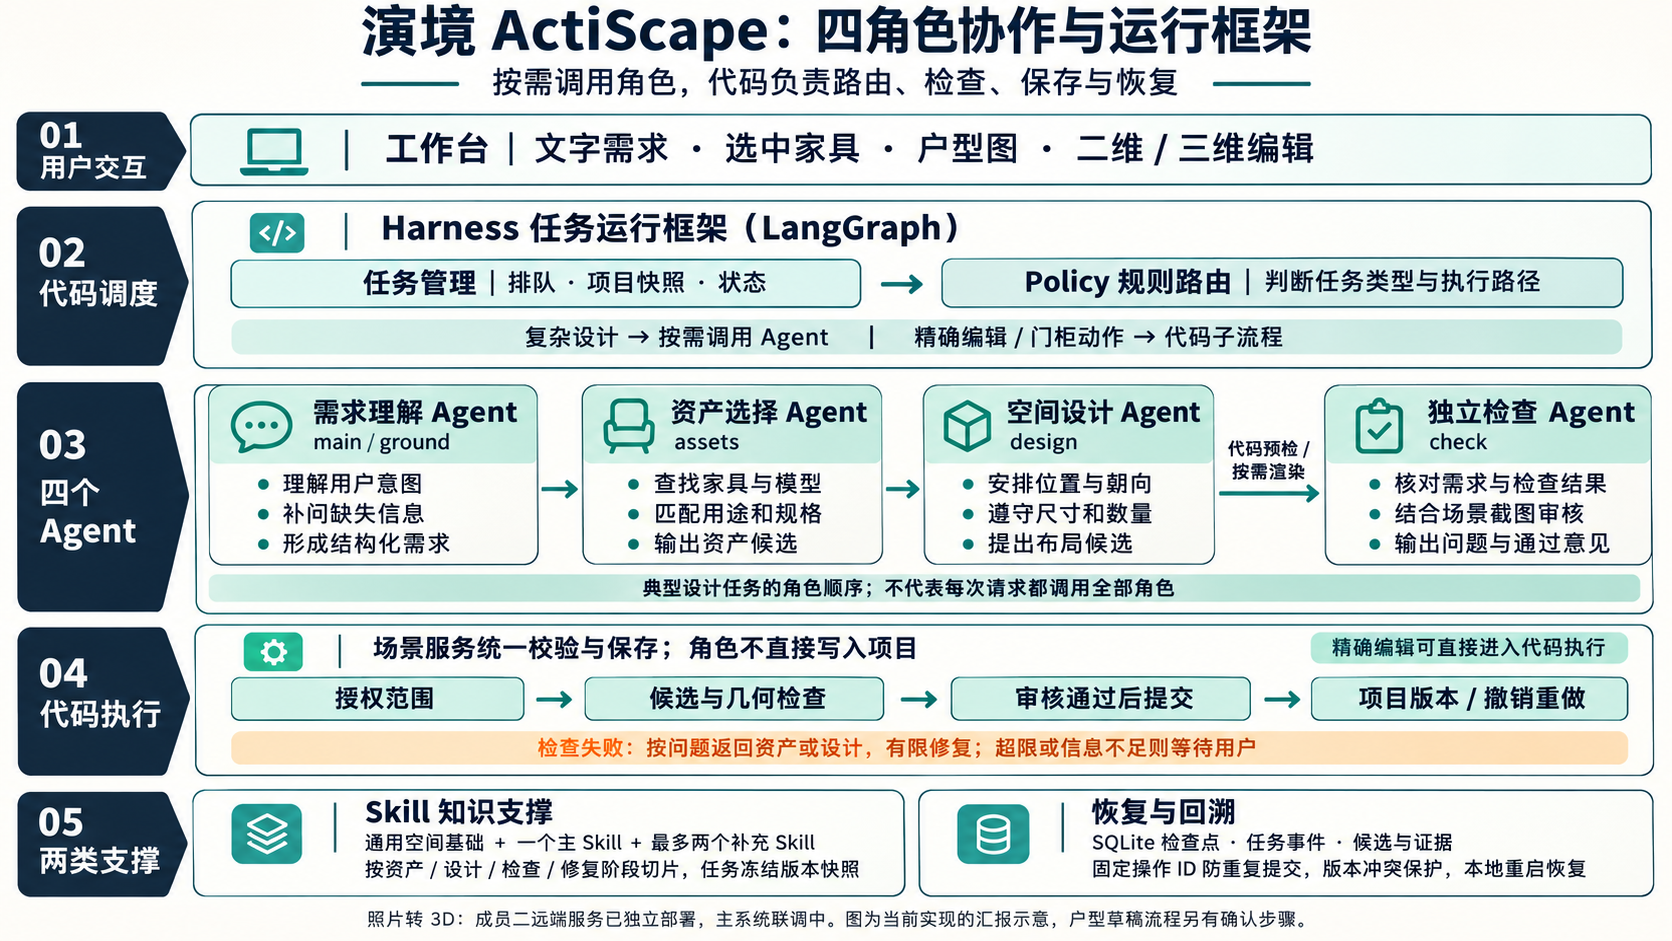 演境 ActiScape：四角色协作与运行框架
按需调用角色，代码负责路由、检查、保存与恢复
01
用户交互
工作台｜文字需求 · 选中家具 · 户型图 · 二维 / 三维编辑
02
代码调度
</>
Harness 任务运行框架（LangGraph）
任务管理｜排队 · 项目快照 · 状态
→
Policy 规则路由｜判断任务类型与执行路径
复杂设计 → 按需调用 Agent ｜ 精确编辑 / 门柜动作 → 代码子流程
03
四个
Agent
需求理解 Agent
main / ground
• 理解用户意图
• 补问缺失信息
• 形成结构化需求
资产选择 Agent
assets
• 查找家具与模型
• 匹配用途和规格
• 输出资产候选
空间设计 Agent
design
• 安排位置与朝向
• 遵守尺寸和数量
• 提出布局候选
代码预检 /
按需渲染
独立检查 Agent
check
• 核对需求与检查结果
• 结合场景截图审核
• 输出问题与通过意见
典型设计任务的角色顺序；不代表每次请求都调用全部角色
04
代码执行
场景服务统一校验与保存；角色不直接写入项目
精确编辑可直接进入代码执行
授权范围 → 候选与几何检查 → 审核通过后提交 → 项目版本 / 撤销重做
检查失败：按问题返回资产或设计，有限修复；超限或信息不足则等待用户
05
两类支撑
Skill 知识支撑
通用空间基础 + 一个主 Skill + 最多两个补充 Skill
按资产 / 设计 / 检查 / 修复阶段切片，任务冻结版本快照
恢复与回溯
SQLite 检查点 · 任务事件 · 候选与证据
固定操作 ID 防重复提交，版本冲突保护，本地重启恢复
照片转 3D：成员二远端服务已独立部署，主系统联调中。图为当前实现的汇报示意，户型草稿流程另有确认步骤。